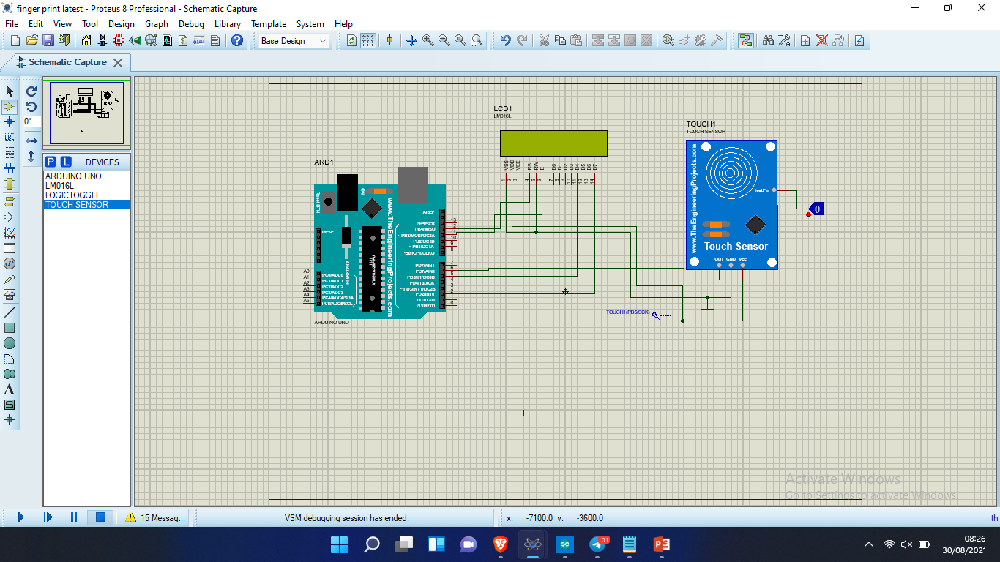 finger print latest - Proteus 8 Professional - Schematic Capture
File Edit View Tool Design Graph Debug Library Template System Help
Base Design
Schematic Capture
0°
LBL
P L DEVICES
ARDUINO UNO
LM016L
LOGICTOGGLE
TOUCH SENSOR
A
S
LCD1
LM016L
VSS
VDD
VEE
RS
RW
E
D0
D1
D2
D3
D4
D5
D6
D7
1
2
3
4
5
6
7
8
9
10
11
12
13
14
ARD1
Reset BTN
ON
www.TheEngineeringProjects.com
RESET
ANALOG IN
AREF
PB5/SCK
PB4/MISO
~ PB3/MOSI/OC2A
~ PB2/OC1B
~ PB1/OC1A
PB0/ICP1/CLKO
PD7/AIN1
~ PD5/T1/OC0B
PD4/T0/XCK
~ PD3/INT1/OC2B
PD2/INT0
PD1/TXD
PD0/RXD
13
12
11
10
9
8
7
6
5
4
3
2
1
0
A0
A1
A2
A3
A4
A5
PC0/ADC0
PC1/ADC1
PC2/ADC2
PC3/ADC3
PC4/ADC4/SDA
PC5/ADC5/SCL
ARDUINO UNO
TOUCH1
TOUCH SENSOR
www.TheEngineeringProjects.com
TestPin
0
Touch Sensor
OUT GND Vcc
TOUCH1(PB5/SCK)
Activate Windows
Go to Settings to activate Windows.
15 Messag...
VSM debugging session has ended.
x: -7100.0 y: -3600.0
th
.01
08:26
30/08/2021